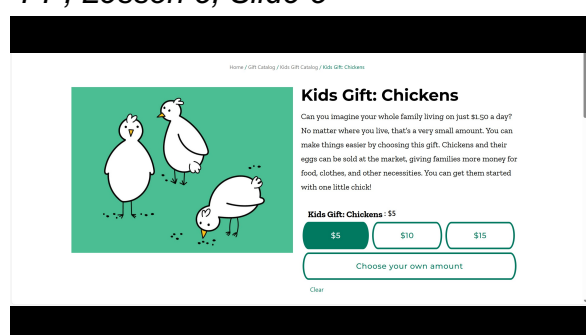 Home / Gift Catalog / Kids Gift Catalog / Kids Gift: Chickens
Kids Gift: Chickens
Can you imagine your whole family living on just $1.50 a day?
No matter where you live, that's a very small amount. You can
make things easier by choosing this gift. Chickens and their
eggs can be sold at the market, giving families more money for
food, clothes, and other necessities. You can get them started
with one little chick!
Kids Gift: Chickens : $5
$5 $10 $15
Choose your own amount
Clear